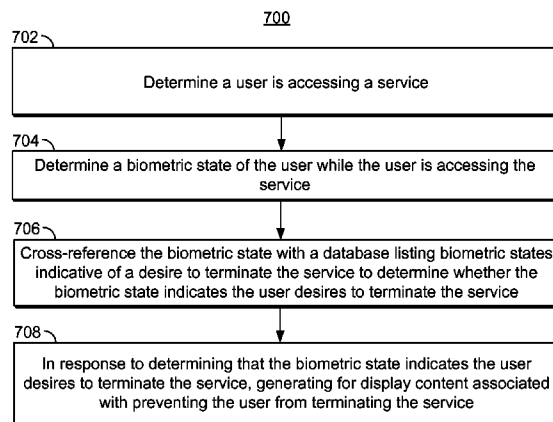 700
702
Determine a user is accessing a service
704
Determine a biometric state of the user while the user is accessing the
service
706
Cross-reference the biometric state with a database listing biometric states
indicative of a desire to terminate the service to determine whether the
biometric state indicates the user desires to terminate the service
708
In response to determining that the biometric state indicates the user
desires to terminate the service, generating for display content associated
with preventing the user from terminating the service